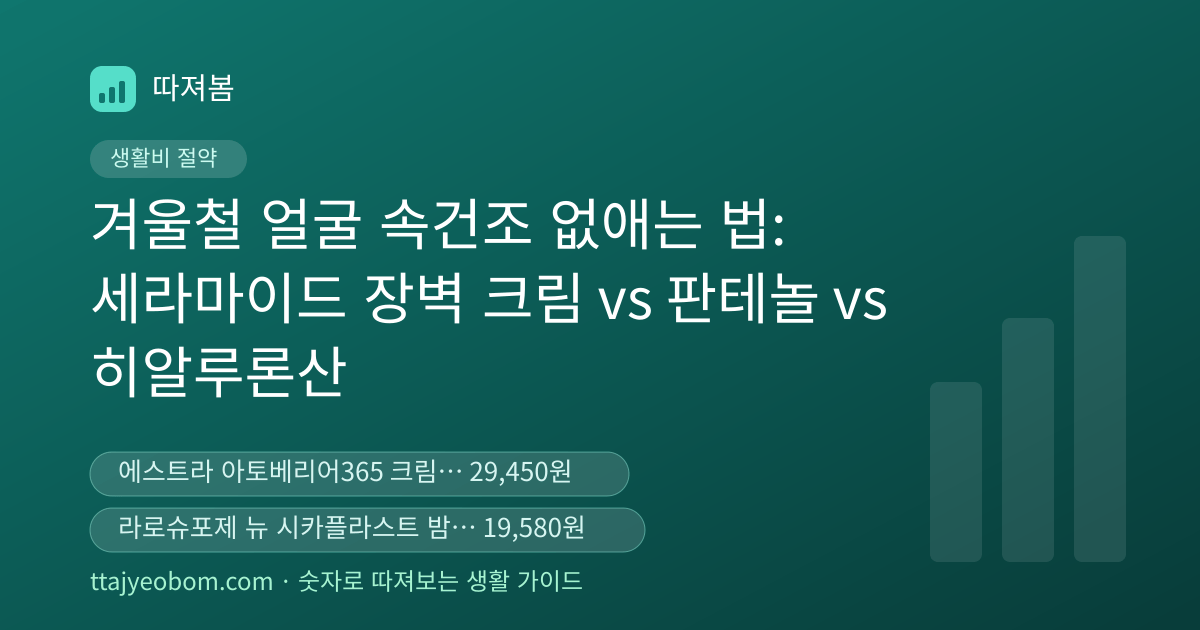 따져봄
생활비 절약
겨울철 얼굴 속건조 없애는 법:
세라마이드 장벽 크림 vs 판테놀 vs
히알루론산
에스트라 아토베리어365 크림… 29,450원
라로슈포제 뉴 시카플라스트 밤… 19,580원
ttajyeobom.com · 숫자로 따져보는 생활 가이드